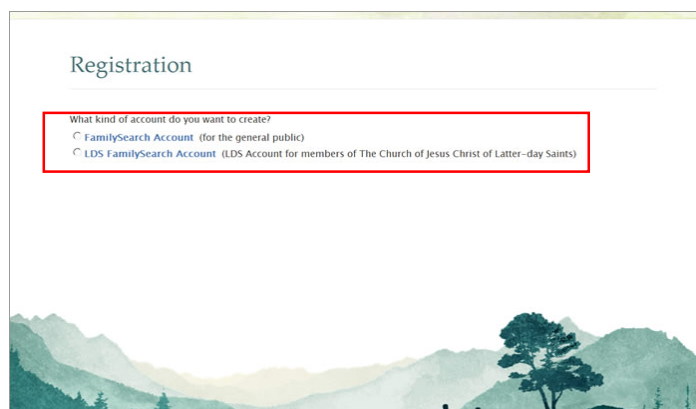 Registration
What kind of account do you want to create?
FamilySearch Account (for the general public)
LDS FamilySearch Account (LDS Account for members of The Church of Jesus Christ of Latter-day Saints)